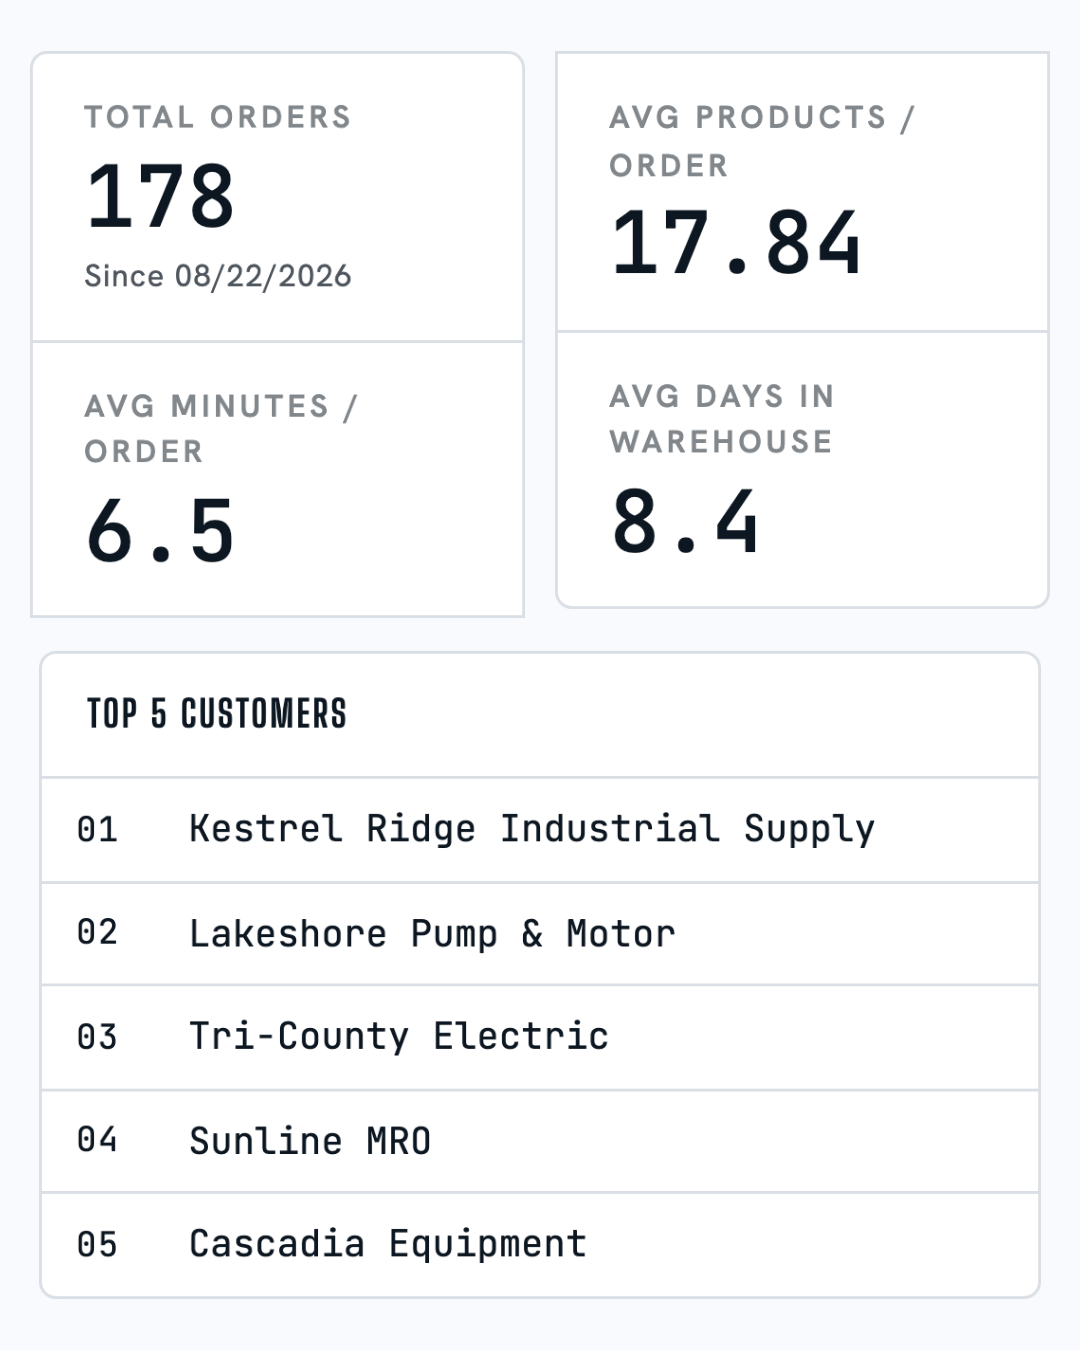 TOTAL ORDERS
178
Since 08/22/2026
AVG PRODUCTS /
ORDER
17.84
AVG MINUTES /
ORDER
6.5
AVG DAYS IN
WAREHOUSE
8.4
TOP 5 CUSTOMERS
01 Kestrel Ridge Industrial Supply
02 Lakeshore Pump & Motor
03 Tri-County Electric
04 Sunline MRO
05 Cascadia Equipment